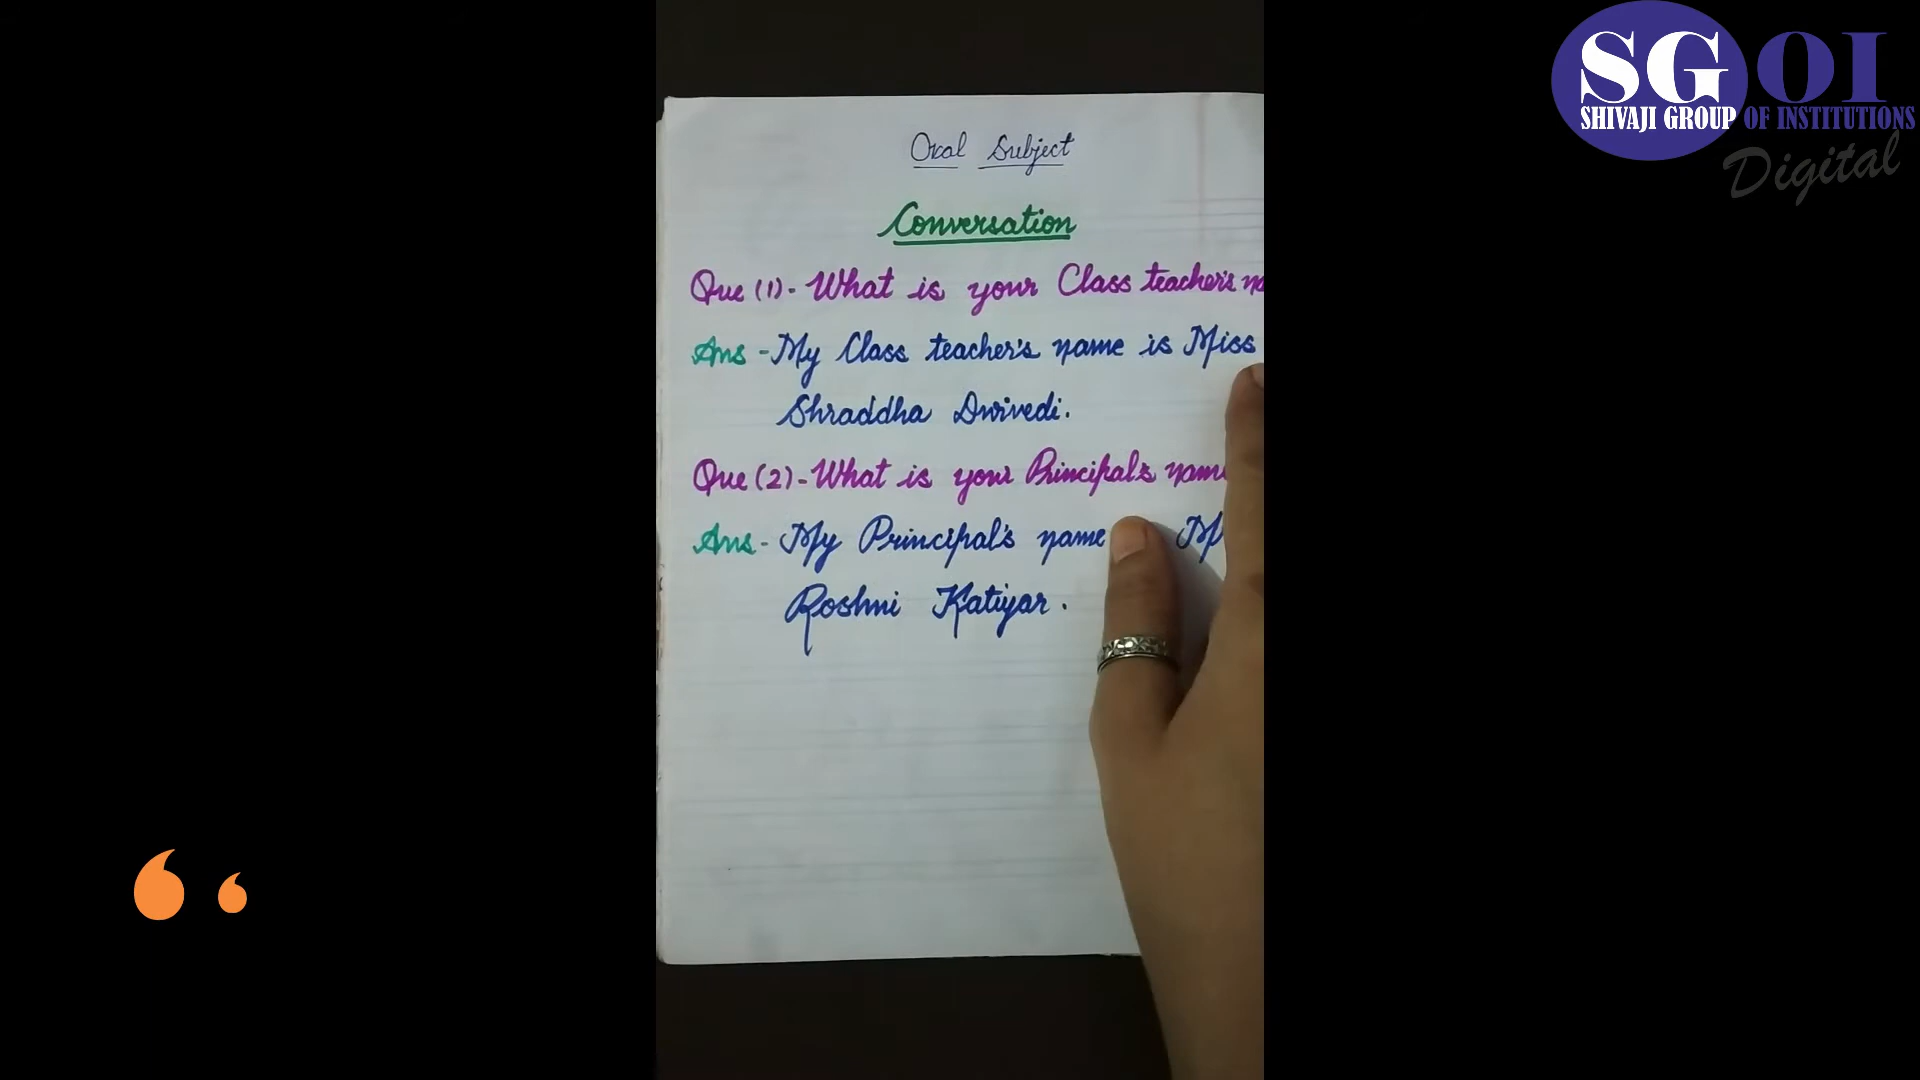 Oral Subject
Conversation
Que (1)- What is your Class teacher's
Ans - My Class teacher's name is Miss
Shraddha Dwivedi.
Que (2)- What is your Principal's name
Ans- My Principal's name
Roshni Katiyar.
SGOI
SHIVAJI GROUP OF INSTITUTIONS
Digital